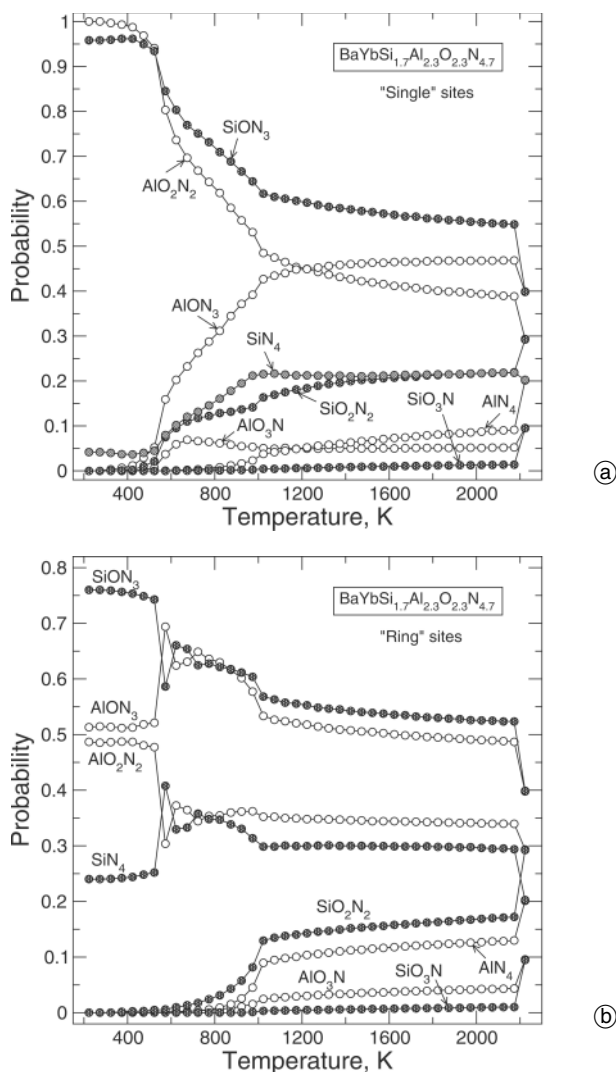 BaYbSi1.7Al2.3O2.3N4.7
"Single" sites
SiON3
AlO2N2
AlON3
SiN4
SiO2N2
AlO3N
SiO3N
AlN4
Probability
1
0.9
0.8
0.7
0.6
0.5
0.4
0.3
0.2
0.1
0
400 800 1200 1600 2000
Temperature, K
a
SiON3
BaYbSi1.7Al2.3O2.3N4.7
"Ring" sites
AlON3
AlO2N2
SiN4
SiO2N2
AlO3N
SiO3N
AlN4
Probability
0.8
0.7
0.6
0.5
0.4
0.3
0.2
0.1
0
400 800 1200 1600 2000
Temperature, K
b